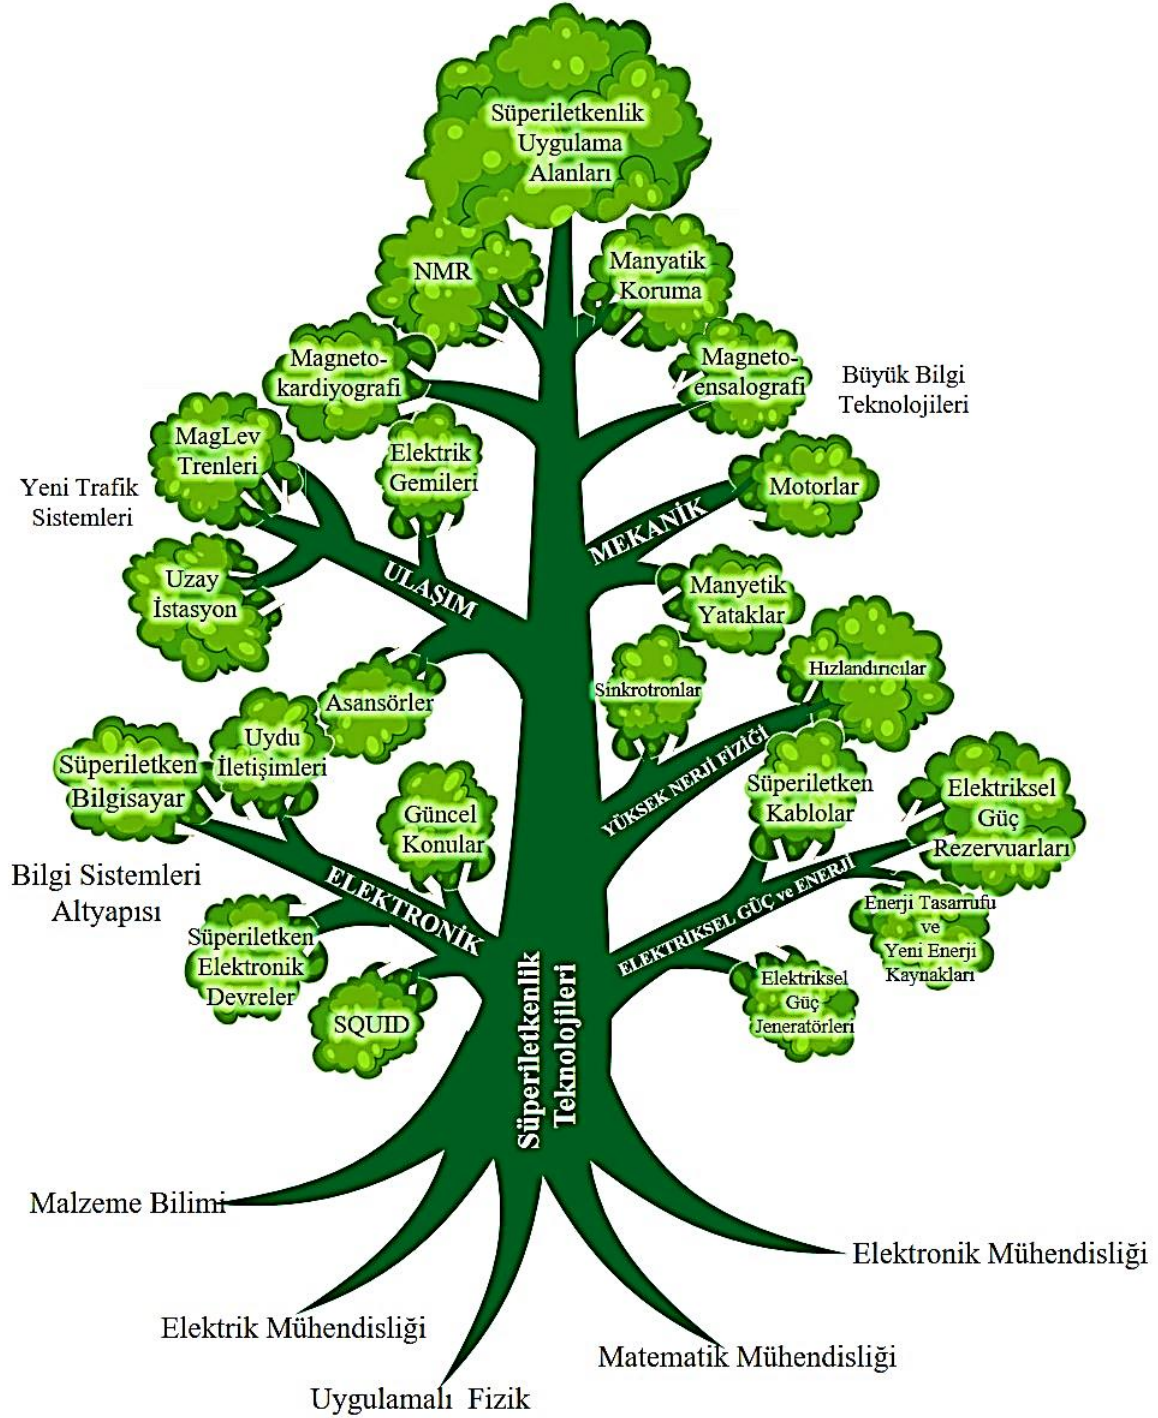 Süperiletkenlik
Uygulama
Alanları
NMR
Manyatik
Koruma
Magneto-
kardiyografi
Magneto-
ensalografi
Büyük Bilgi
Teknolojileri
MagLev
Trenleri
Elektrik
Gemileri
Motorlar
Yeni Trafik
Sistemleri
MEKANİK
Uzay
İstasyon
ULAŞIM
Manyetik
Yataklar
Sinkrotronlar
Hızlandırıcılar
Asansörler
Uydu
İletişimleri
Süperiletken
Bilgisayar
YÜKSEK NERJİ FİZİĞİ
Süperiletken
Kablolar
Elektriksel
Güç
Rezervuarları
Güncel
Konular
Bilgi Sistemleri
Altyapısı
ELEKTRONİK
ELEKTRİKSEL GÜÇ ve ENERJİ
Enerji Tasarrufu
ve
Yeni Enerji
Kaynakları
Süperiletken
Elektronik
Devreler
SQUID
Elektriksel
Güç
Jeneratörleri
Süperiletkenlik
Teknolojileri
Malzeme Bilimi
Elektronik Mühendisliği
Elektrik Mühendisliği
Matematik Mühendisliği
Uygulamalı Fizik